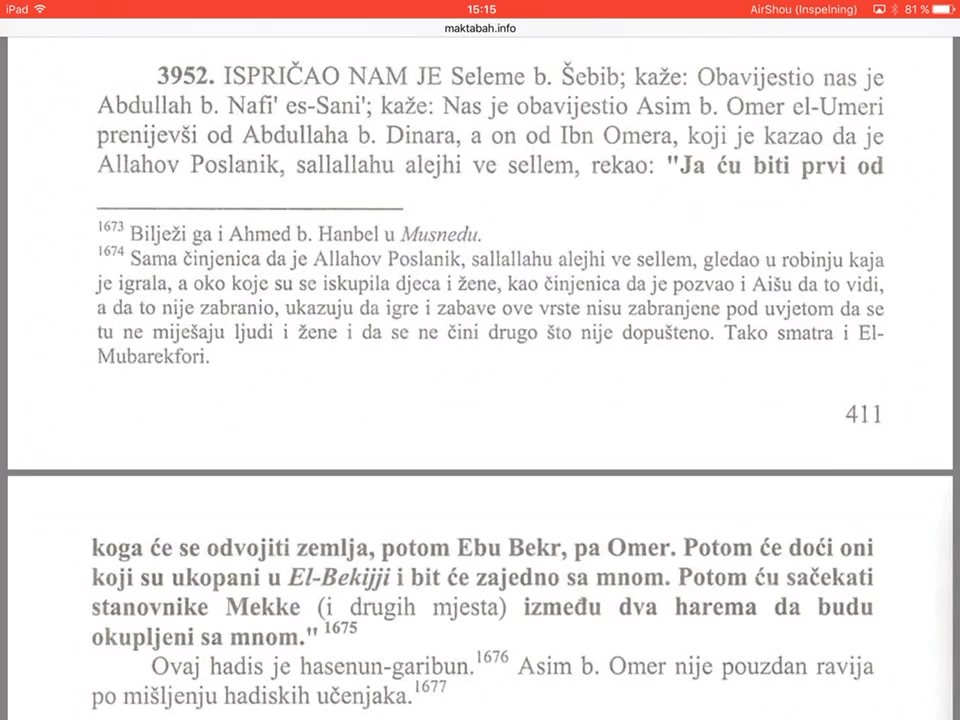 iPad 15:15 AirShou (Inspelning) 81 %
maktabah.info
3952. ISPRIČAO NAM JE Seleme b. Šebib; kaže: Obavijestio nas je
Abdullah b. Nafi' es-Sani'; kaže: Nas je obavijestio Asim b. Omer el-Umeri
prenijevši od Abdullaha b. Dinara, a on od Ibn Omera, koji je kazao da je
Allahov Poslanik, sallallahu alejhi ve sellem, rekao: "Ja ću biti prvi od
1673 Bilježi ga i Ahmed b. Hanbel u Musnedu.
1674 Sama činjenica da je Allahov Poslanik, sallallahu alejhi ve sellem, gledao u robinju kaja
je igrala, a oko koje su se iskupila djeca i žene, kao činjenica da je pozvao i Aišu da to vidi,
a da to nije zabranio, ukazuju da igre i zabave ove vrste nisu zabranjene pod uvjetom da se
tu ne miješaju ljudi i žene i da se ne čini drugo što nije dopušteno. Tako smatra i El-
Mubarekfori.
411
koga će se odvojiti zemlja, potom Ebu Bekr, pa Omer. Potom će doći oni
koji su ukopani u El-Bekijji i bit će zajedno sa mnom. Potom ću sačekati
stanovnike Mekke (i drugih mjesta) između dva harema da budu
okupljeni sa mnom." 1675
Ovaj hadis je hasenun-garibun.1676 Asim b. Omer nije pouzdan ravija
po mišljenju hadiskih učenjaka.1677